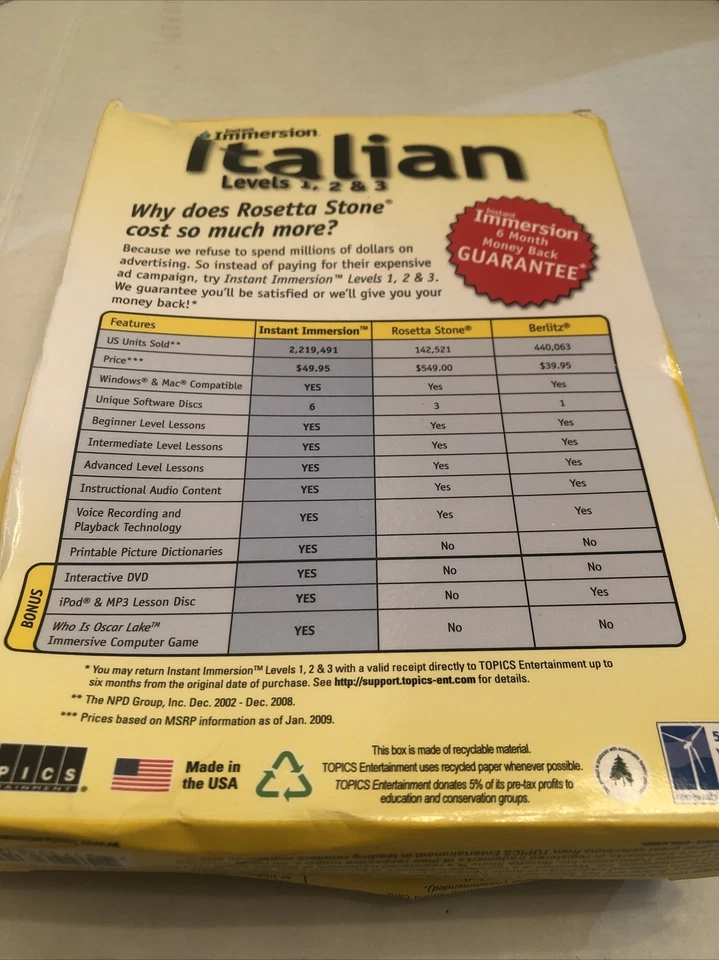 Instant
Immersion
Italian
Levels 1, 2 & 3
Why does Rosetta Stone®
cost so much more?
Because we refuse to spend millions of dollars on
advertising. So instead of paying for their expensive
ad campaign, try Instant Immersion™ Levels 1, 2 & 3.
We guarantee you'll be satisfied or we'll give you your
money back!*
Instant
Immersion
6 Month
Money Back
GUARANTEE*
Features Instant Immersion™ Rosetta Stone® Berlitz®
US Units Sold** 2,219,491 142,521 440,063
Price*** $49.95 $549.00 $39.95
Windows® & Mac® Compatible YES Yes Yes
Unique Software Discs 6 3 1
Beginner Level Lessons YES Yes Yes
Intermediate Level Lessons YES Yes Yes
Advanced Level Lessons YES Yes Yes
Instructional Audio Content YES Yes Yes
Voice Recording and
Playback Technology YES Yes Yes
Printable Picture Dictionaries YES No No
BONUS
Interactive DVD YES No No
iPod® & MP3 Lesson Disc YES No Yes
Who Is Oscar Lake™
Immersive Computer Game YES No No
* You may return Instant Immersion™ Levels 1, 2 & 3 with a valid receipt directly to TOPICS Entertainment up to
six months from the original date of purchase. See http://support.topics-ent.com for details.
** The NPD Group, Inc. Dec. 2002 - Dec. 2008.
*** Prices based on MSRP information as of Jan. 2009.
PICS
AINMENT®
Made in
the USA
This box is made of recyclable material.
TOPICS Entertainment uses recycled paper whenever possible.
TOPICS Entertainment donates 5% of its pre-tax profits to
education and conservation groups.